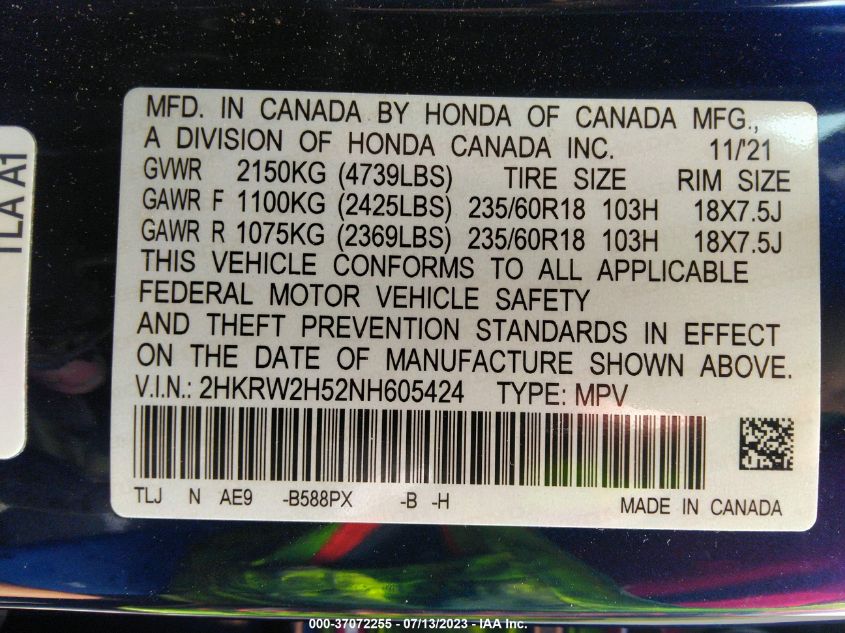 MFD. IN CANADA BY HONDA OF CANADA MFG.,
A DIVISION OF HONDA CANADA INC. 11/'21
GVWR 2150KG (4739LBS) TIRE SIZE RIM SIZE
GAWR F 1100KG (2425LBS) 235/60R18 103H 18X7.5J
GAWR R 1075KG (2369LBS) 235/60R18 103H 18X7.5J
THIS VEHICLE CONFORMS TO ALL APPLICABLE
FEDERAL MOTOR VEHICLE SAFETY
AND THEFT PREVENTION STANDARDS IN EFFECT
ON THE DATE OF MANUFACTURE SHOWN ABOVE.
V.I.N.: 2HKRW2H52NH605424 TYPE: MPV
TLJ N AE9 -B588PX -B -H MADE IN CANADA
TLA A1
000-37072255 - 07/13/2023 - IAA Inc.